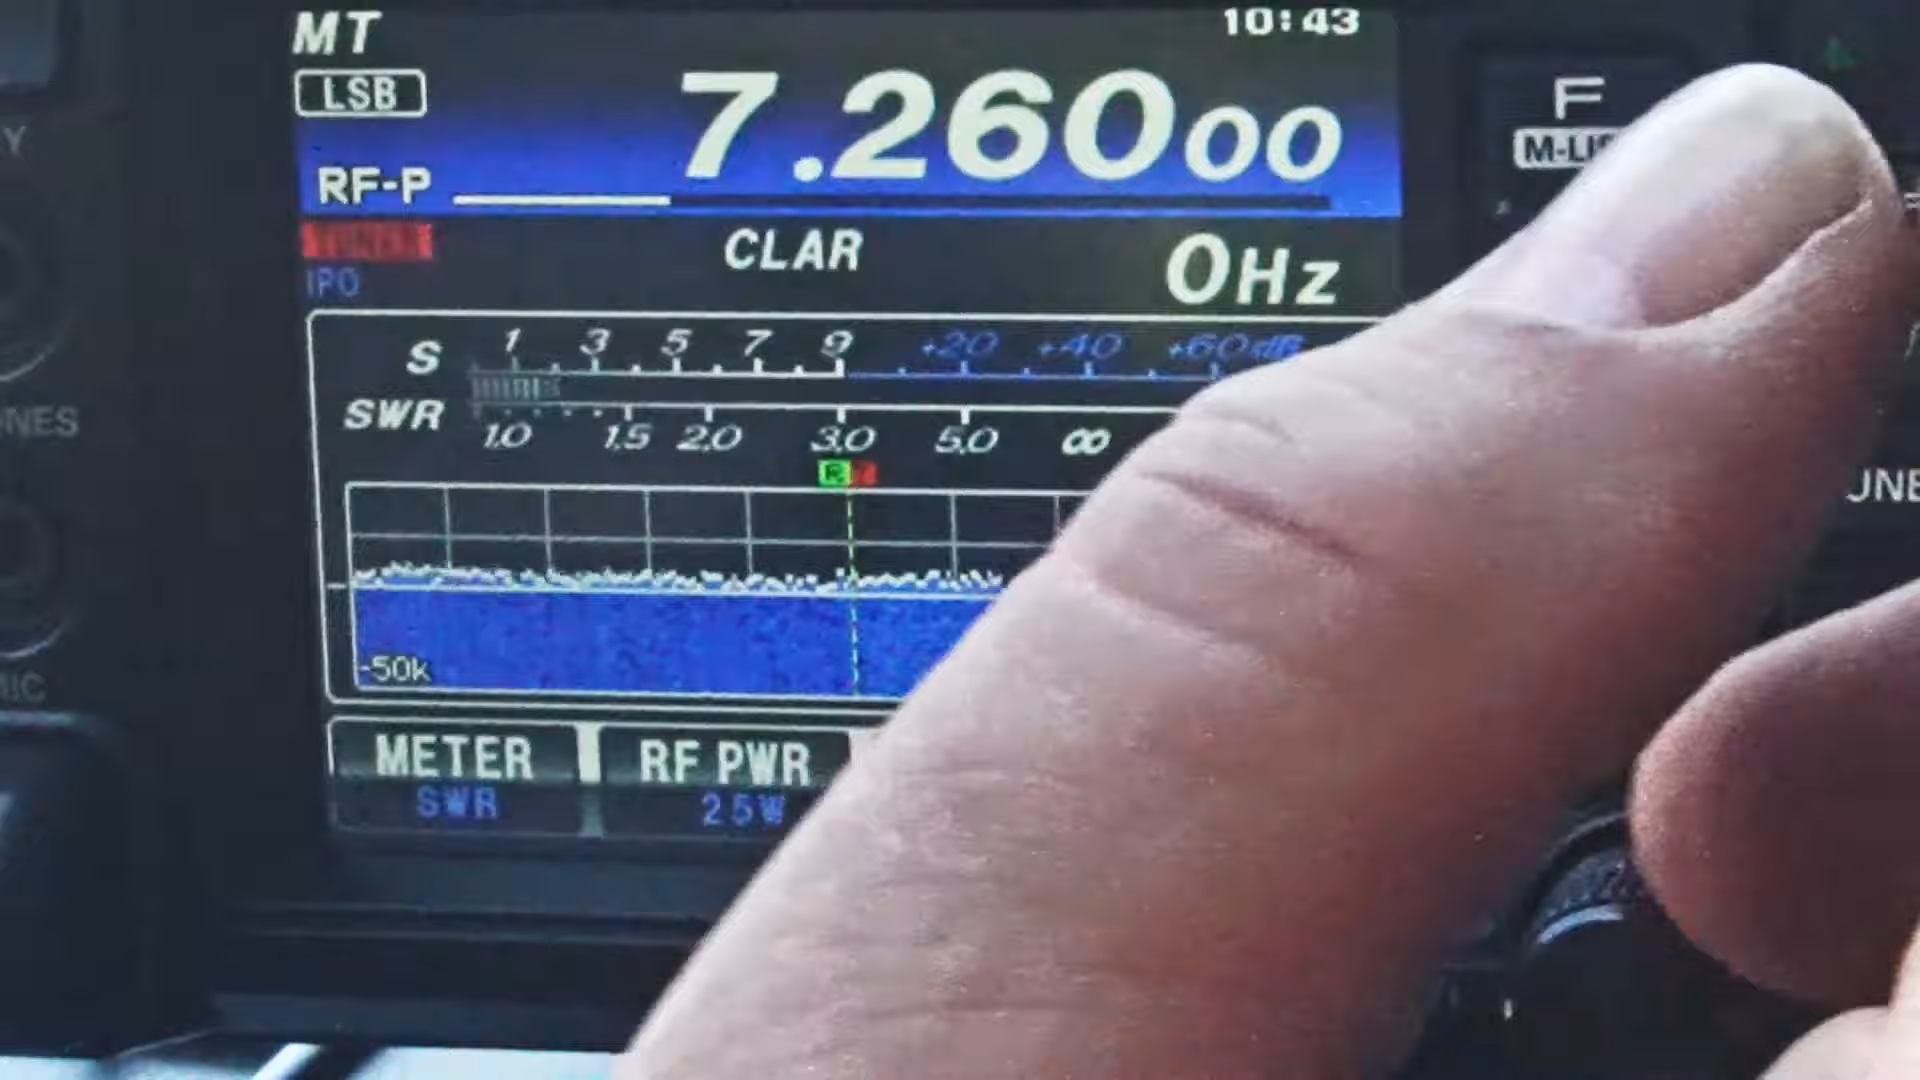 MT
10:43
LSB
7.26000
RF-P
IPO
CLAR
0Hz
F
S
1 3 5 7 9 +20 +40 +60dB
SWR
1.0 1.5 2.0 3.0 5.0 ∞
R
-50k
METER
SWR
RF PWR
25W